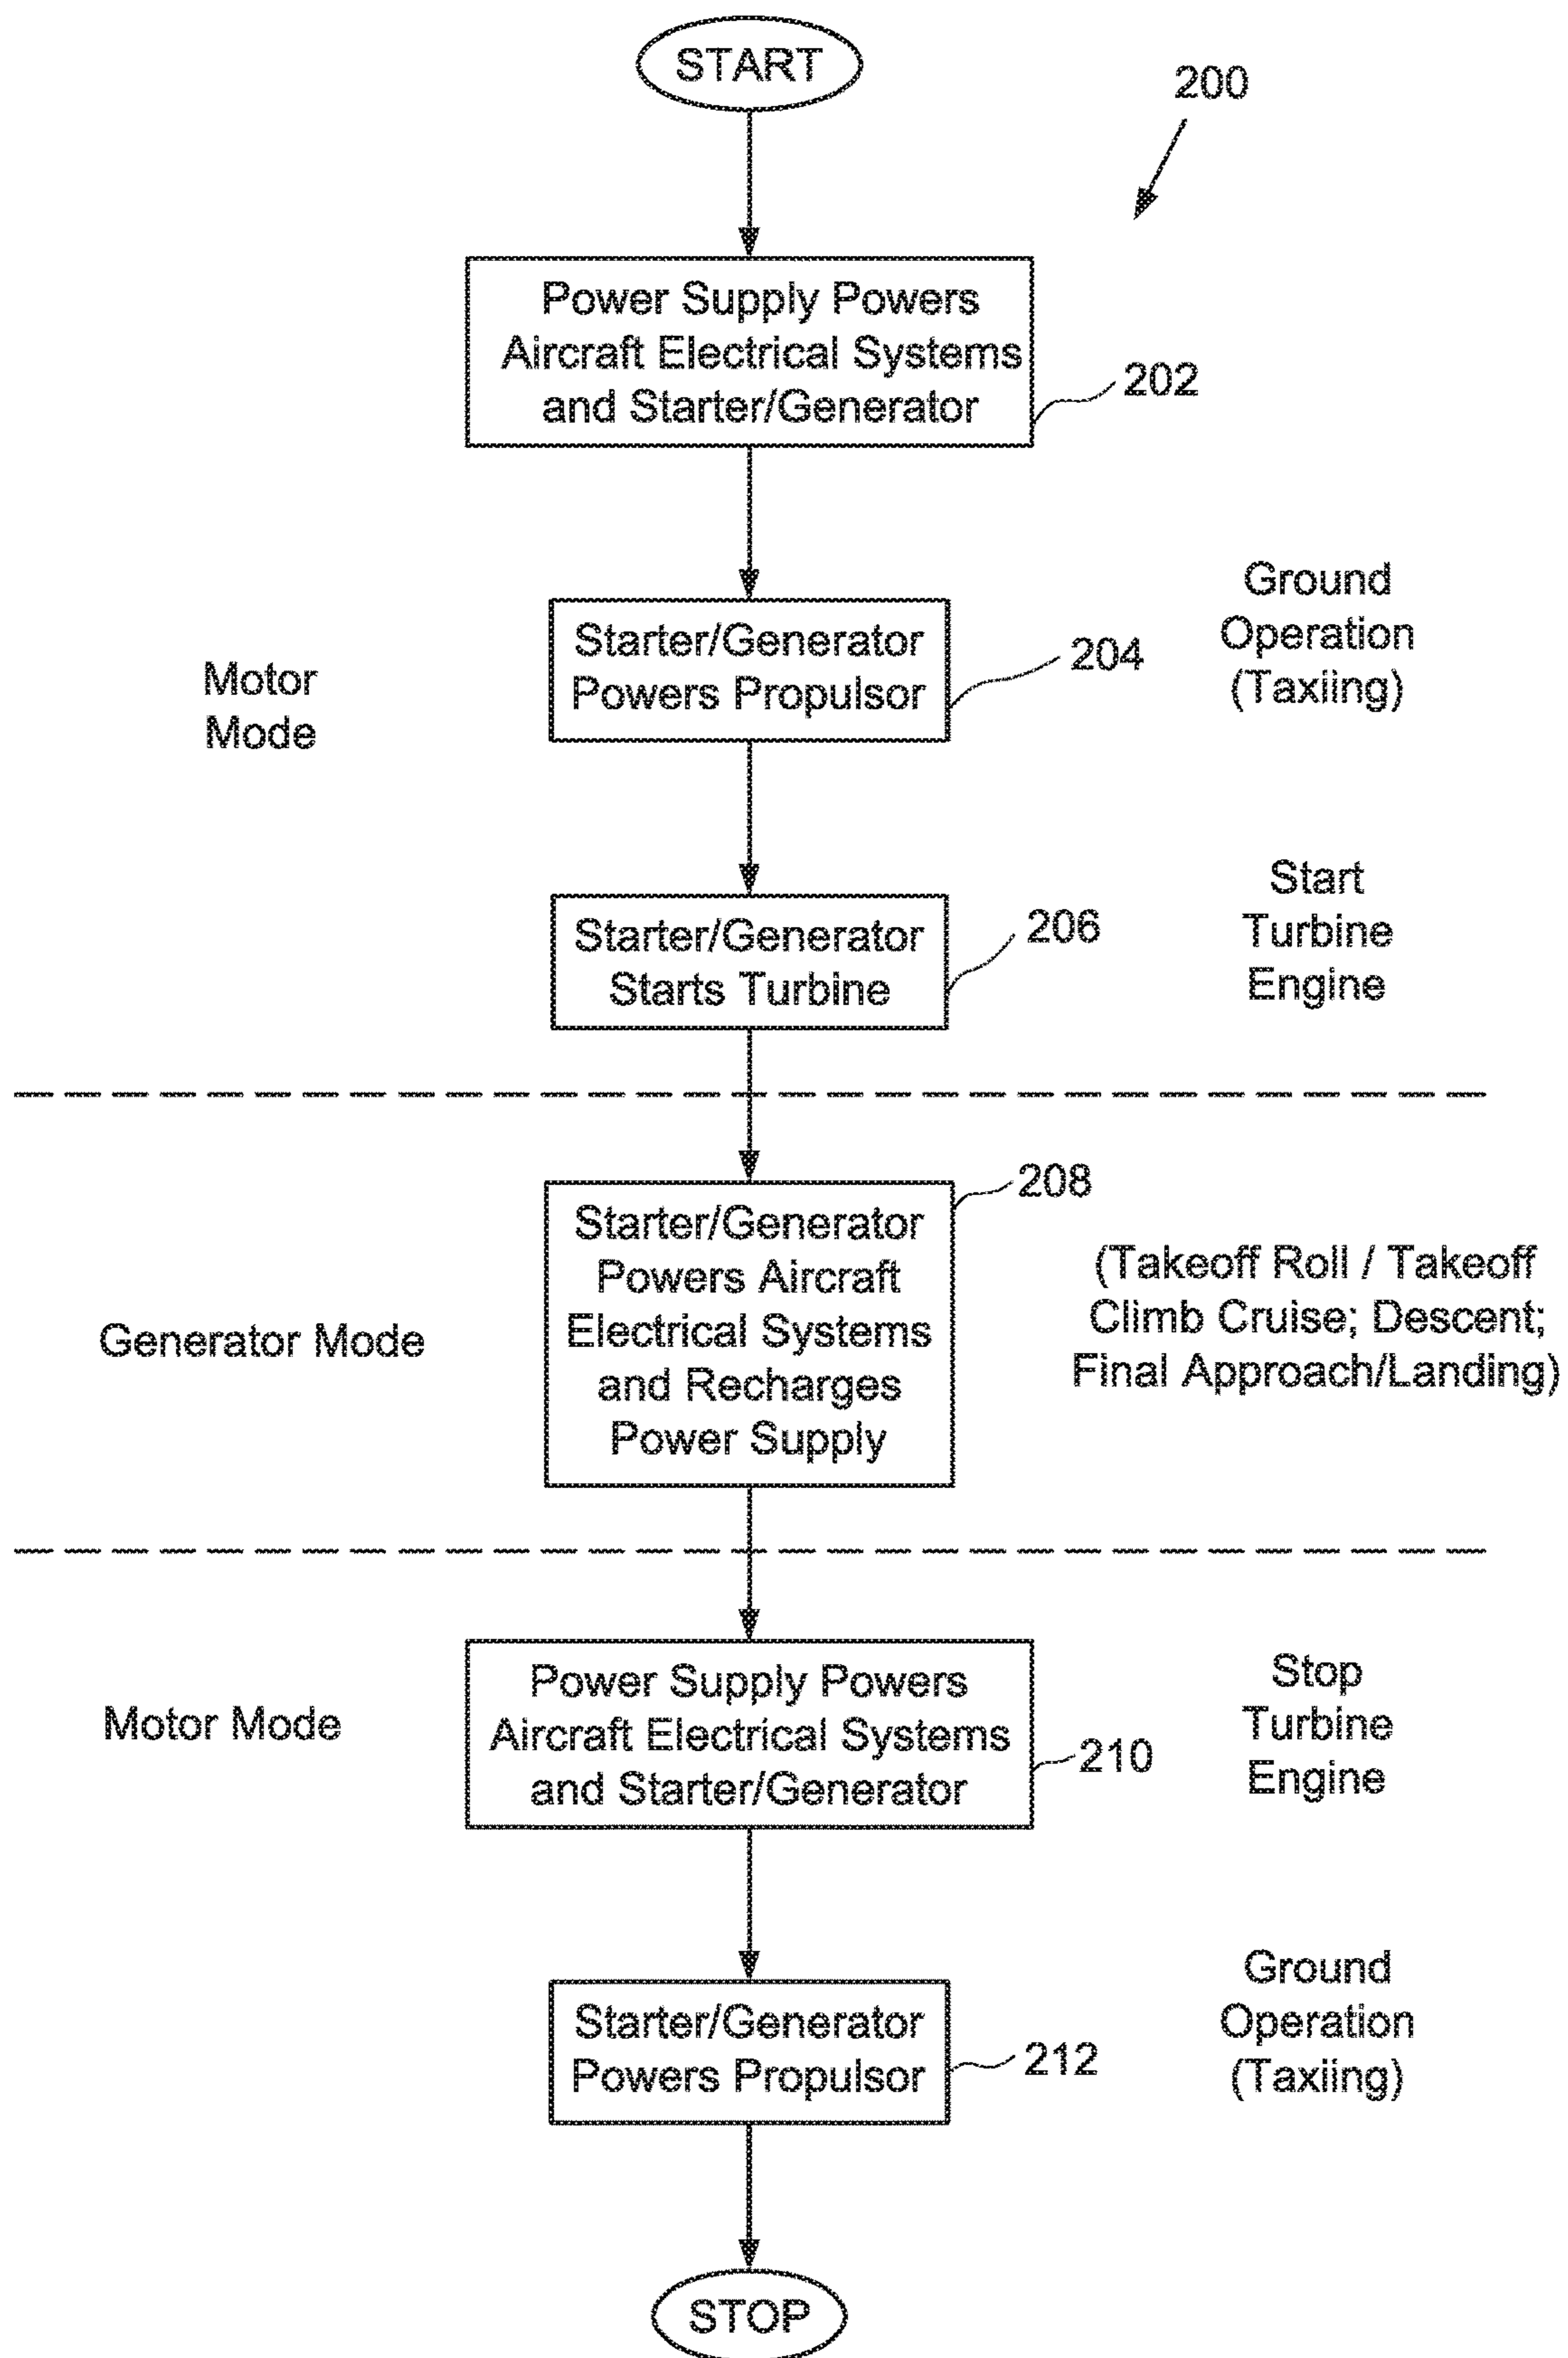 START
200
Power Supply Powers
Aircraft Electrical Systems
and Starter/Generator
202
Motor
Mode
Starter/Generator
Powers Propulsor
204
Ground
Operation
(Taxiing)
Starter/Generator
Starts Turbine
206
Start
Turbine
Engine
Generator Mode
Starter/Generator
Powers Aircraft
Electrical Systems
and Recharges
Power Supply
208
(Takeoff Roll / Takeoff
Climb Cruise; Descent;
Final Approach/Landing)
Motor Mode
Power Supply Powers
Aircraft Electrical Systems
and Starter/Generator
210
Stop
Turbine
Engine
Starter/Generator
Powers Propulsor
212
Ground
Operation
(Taxiing)
STOP